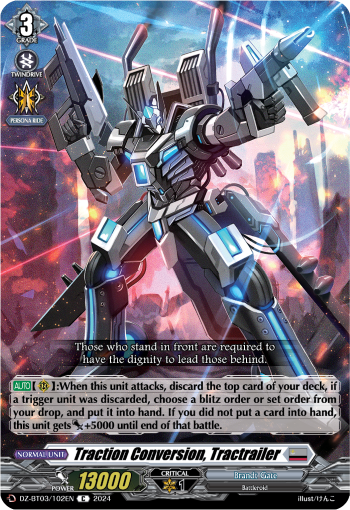 3
GRADE
TWINDRIVE
PERSONA RIDE
Those who stand in front are required to
have the dignity to lead those behind.
AUTO [ ]:When this unit attacks, discard the top card of your deck, if
a trigger unit was discarded, choose a blitz order or set order from
your drop, and put it into hand. If you did not put a card into hand,
this unit gets +5000 until end of that battle.
NORMAL UNIT
Traction Conversion, Tractrailer
POWER 13000
CRITICAL
1
Brandt Gate
Battleroid
DZ-BT03/102EN C 2024
illust/けんこ